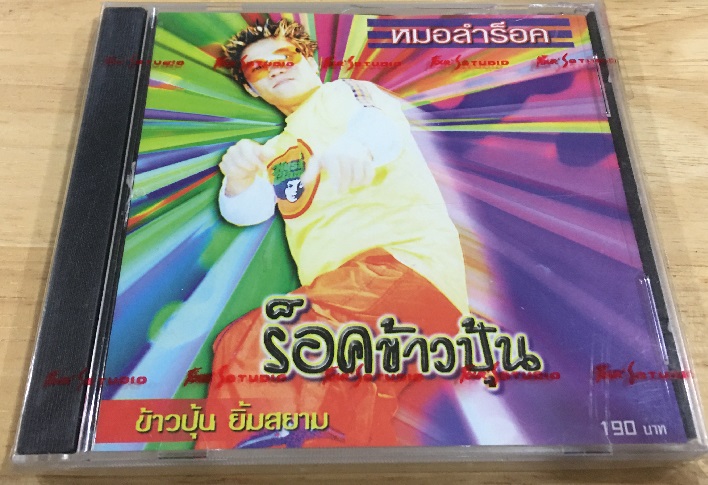 หมอลำร็อค
ร็อคข้าวปุ้น
ข้าวปุ้น ยิ้มสยาม
190 บาท